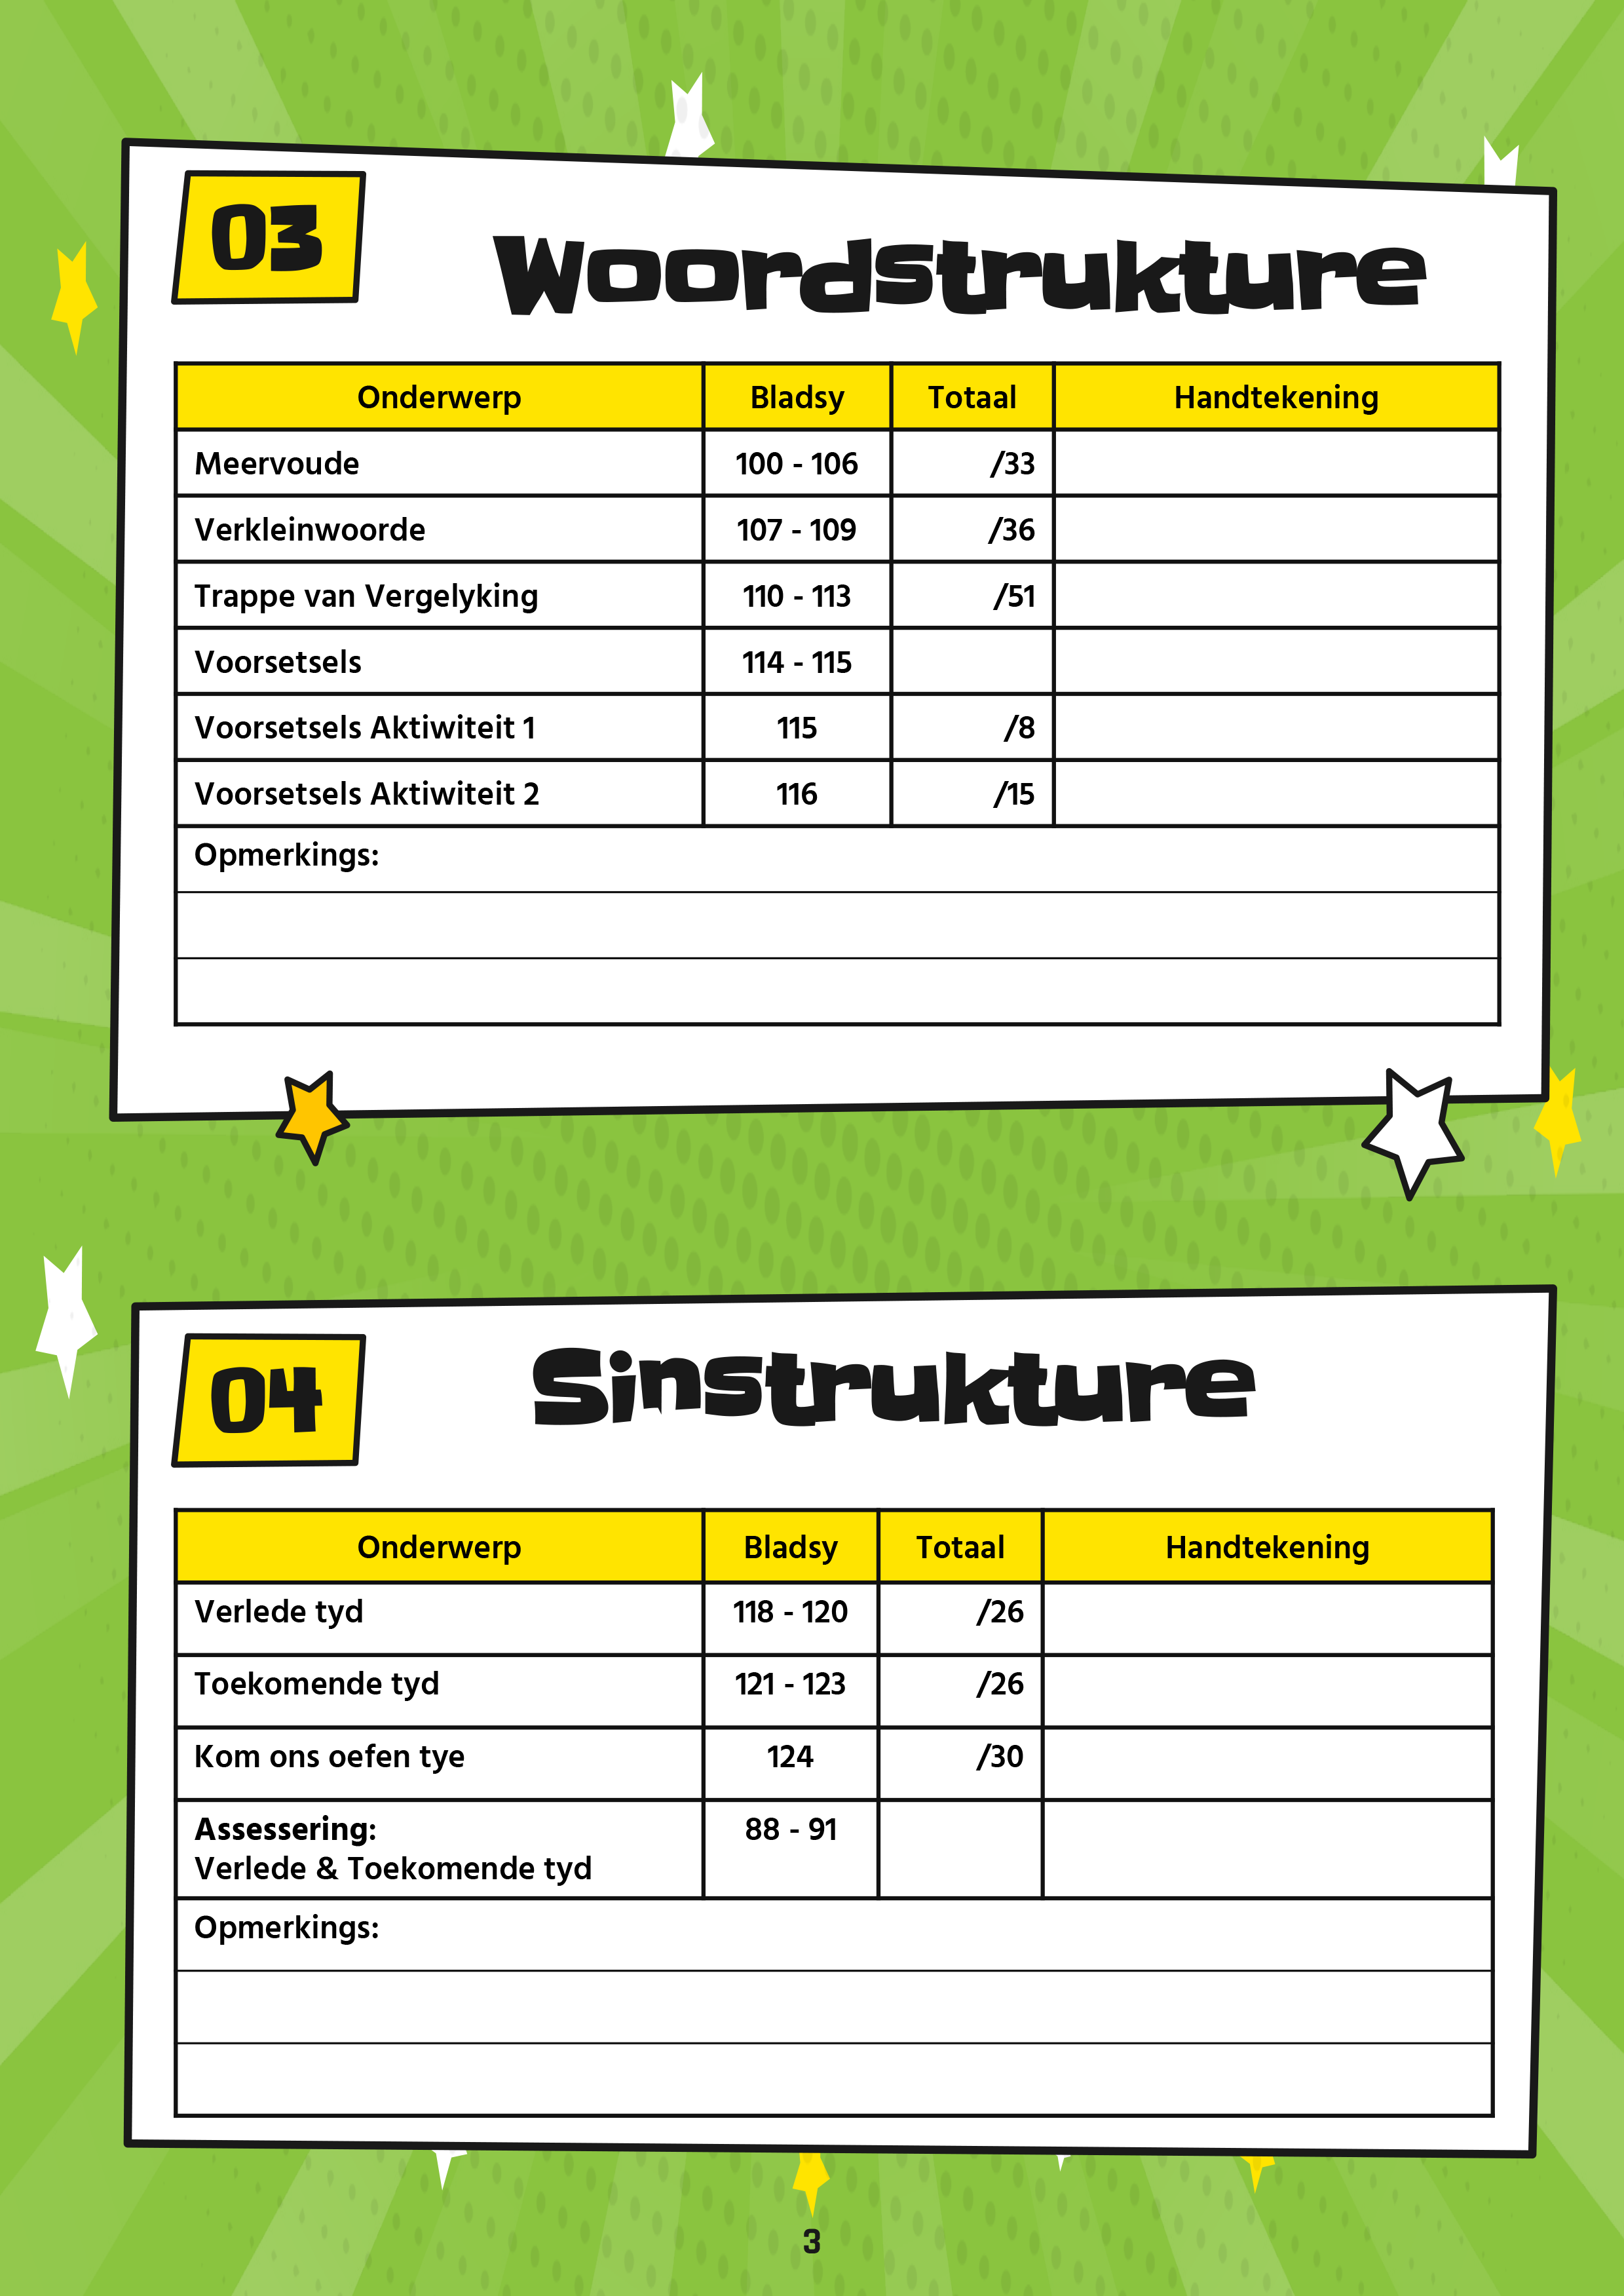 03
Woordstrukture
Onderwerp Bladsy Totaal Handtekening
Meervoude 100 - 106 /33
Verkleinwoorde 107 - 109 /36
Trappe van Vergelyking 110 - 113 /51
Voorsetsels 114 - 115
Voorsetsels Aktiwiteit 1 115 /8
Voorsetsels Aktiwiteit 2 116 /15
Opmerkings:
04
Sinstrukture
Onderwerp Bladsy Totaal Handtekening
Verlede tyd 118 - 120 /26
Toekomende tyd 121 - 123 /26
Kom ons oefen tye 124 /30
Assessering: 88 - 91
Verlede & Toekomende tyd
Opmerkings:
3